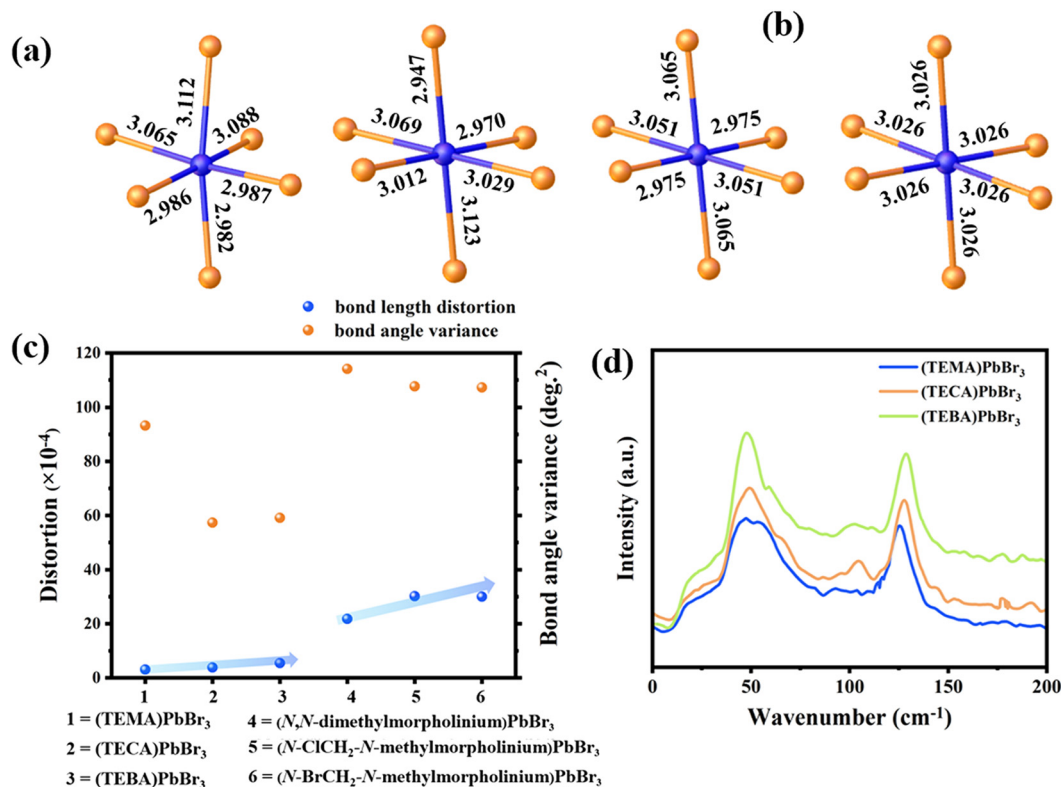 (a)
(b)
3.112
3.065
3.088
2.986
2.987
2.982
2.947
3.069
2.970
3.012
3.029
3.123
3.065
3.051
2.975
2.975
3.051
3.065
3.026
3.026
3.026
3.026
3.026
3.026
bond length distortion
bond angle variance
(c)
Distortion (×10⁻⁴)
120
100
80
60
40
20
0
1 2 3 4 5 6
Bond angle variance (deg.²)
1 = (TEMA)PbBr₃
2 = (TECA)PbBr₃
3 = (TEBA)PbBr₃
4 = (N,N-dimethylmorpholinium)PbBr₃
5 = (N-ClCH₂-N-methylmorpholinium)PbBr₃
6 = (N-BrCH₂-N-methylmorpholinium)PbBr₃
(d)
(TEMA)PbBr₃
(TECA)PbBr₃
(TEBA)PbBr₃
Intensity (a.u.)
0 50 100 150 200
Wavenumber (cm⁻¹)